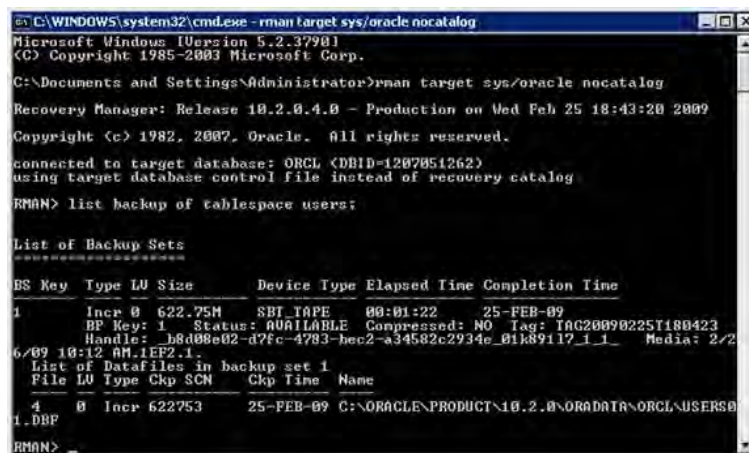 C:\WINDOWS\system32\cmd.exe - rman target sys/oracle nocatalog
Microsoft Windows [Version 5.2.3790]
(C) Copyright 1985-2003 Microsoft Corp.
C:\Documents and Settings\Administrator>rman target sys/oracle nocatalog
Recovery Manager: Release 10.2.0.4.0 - Production on Wed Feb 25 18:43:20 2009
Copyright (c) 1982, 2007, Oracle.  All rights reserved.
connected to target database: ORCL (DBID=1207051262)
using target database control file instead of recovery catalog
RMAN> list backup of tablespace users;
List of Backup Sets
===================
BS Key  Type LV Size       Device Type Elapsed Time Completion Time
1       Incr 0  622.75M    SBT_TAPE    00:01:22     25-FEB-09
BP Key: 1   Status: AVAILABLE  Compressed: NO  Tag: TAG20090225T180423
Handle: _b8d08e02-d7fc-4783-bec2-a34582c2934e_01k89117_1_1_   Media: 2/2
6/09 10:12 AM.1EF2.1.
List of Datafiles in backup set 1
File LV Type Ckp SCN    Ckp Time  Name
4    0  Incr 622753     25-FEB-09 C:\ORACLE\PRODUCT\10.2.0\ORADATA\ORCL\USERS0
1.DBF
RMAN> _